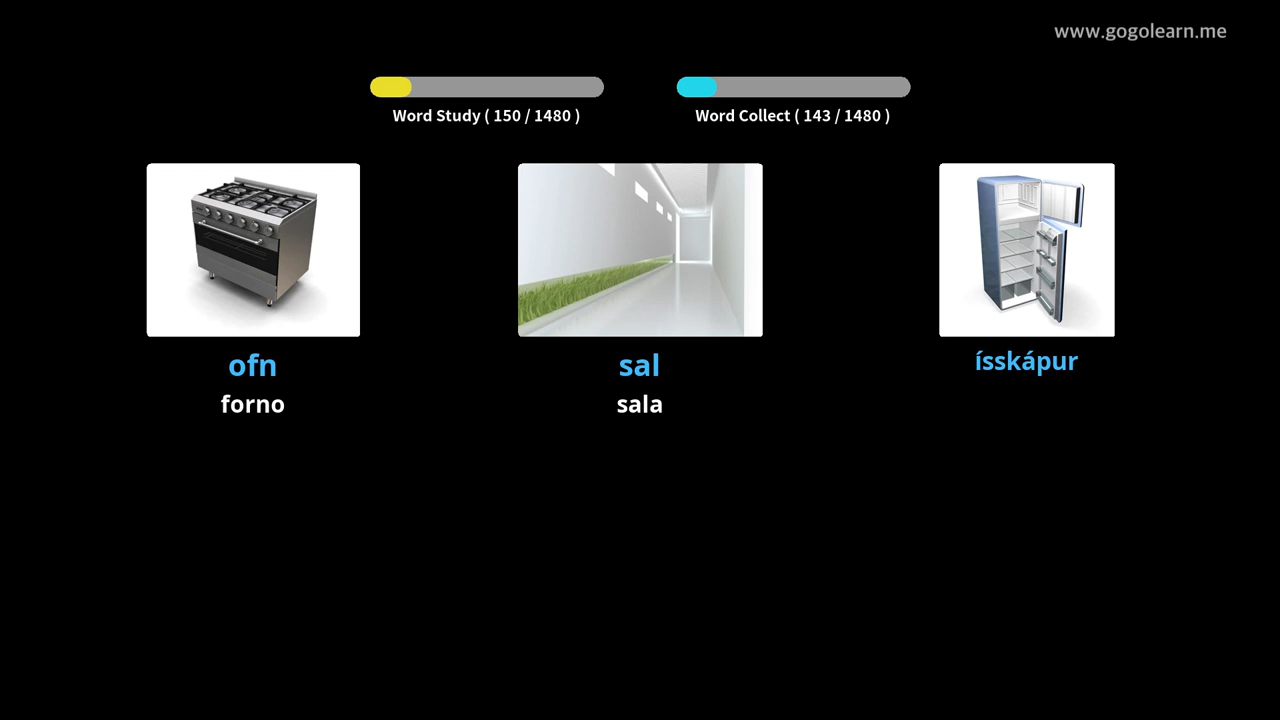 www.gogolearn.me
Word Study ( 150 / 1480 )
Word Collect ( 143 / 1480 )
ofn
forno
sal
sala
ísskápur